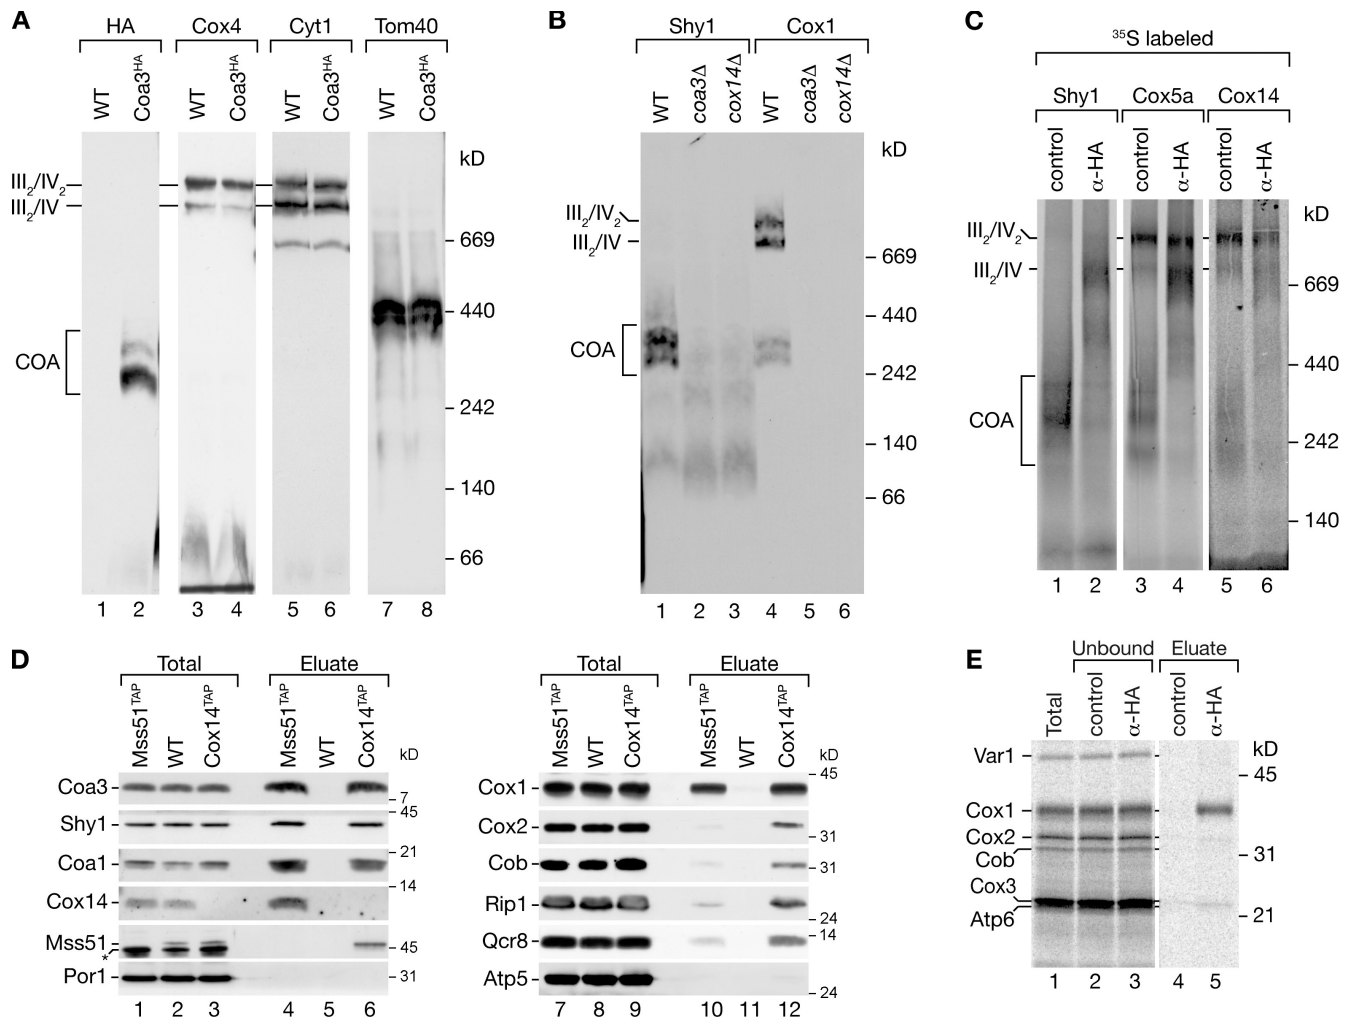 A
HA
Cox4
Cyt1
Tom40
WT
Coa3HA
WT
Coa3HA
WT
Coa3HA
WT
Coa3HA
kD
III2/IV2
III2/IV
COA
669
440
242
140
66
1 2 3 4 5 6 7 8
B
Shy1
Cox1
WT
coa3Δ
cox14Δ
WT
coa3Δ
cox14Δ
kD
III2/IV2
III2/IV
COA
669
440
242
140
66
1 2 3 4 5 6
C
35S labeled
Shy1
Cox5a
Cox14
control
α-HA
control
α-HA
control
α-HA
kD
III2/IV2
III2/IV
COA
669
440
242
140
1 2 3 4 5 6
D
Total
Eluate
Mss51TAP
WT
Cox14TAP
Mss51TAP
WT
Cox14TAP
kD
Coa3
7
45
Shy1
Coa1
21
14
Cox14
Mss51
*
45
Por1
31
1 2 3 4 5 6
Total
Eluate
Mss51TAP
WT
Cox14TAP
Mss51TAP
WT
Cox14TAP
kD
45
Cox1
Cox2
31
Cob
31
Rip1
24
14
Qcr8
Atp5
24
7 8 9 10 11 12
E
Unbound
Eluate
Total
control
α-HA
control
α-HA
kD
Var1
45
Cox1
Cox2
Cob
31
Cox3
Atp6
21
1 2 3 4 5